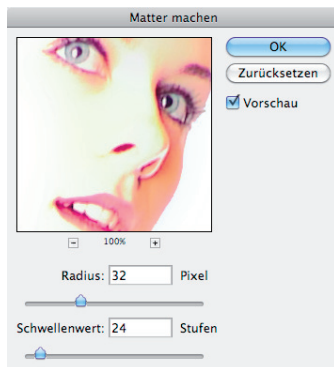 Matter machen
OK
Zurücksetzen
Vorschau
100%
Radius: 32 Pixel
Schwellenwert: 24 Stufen